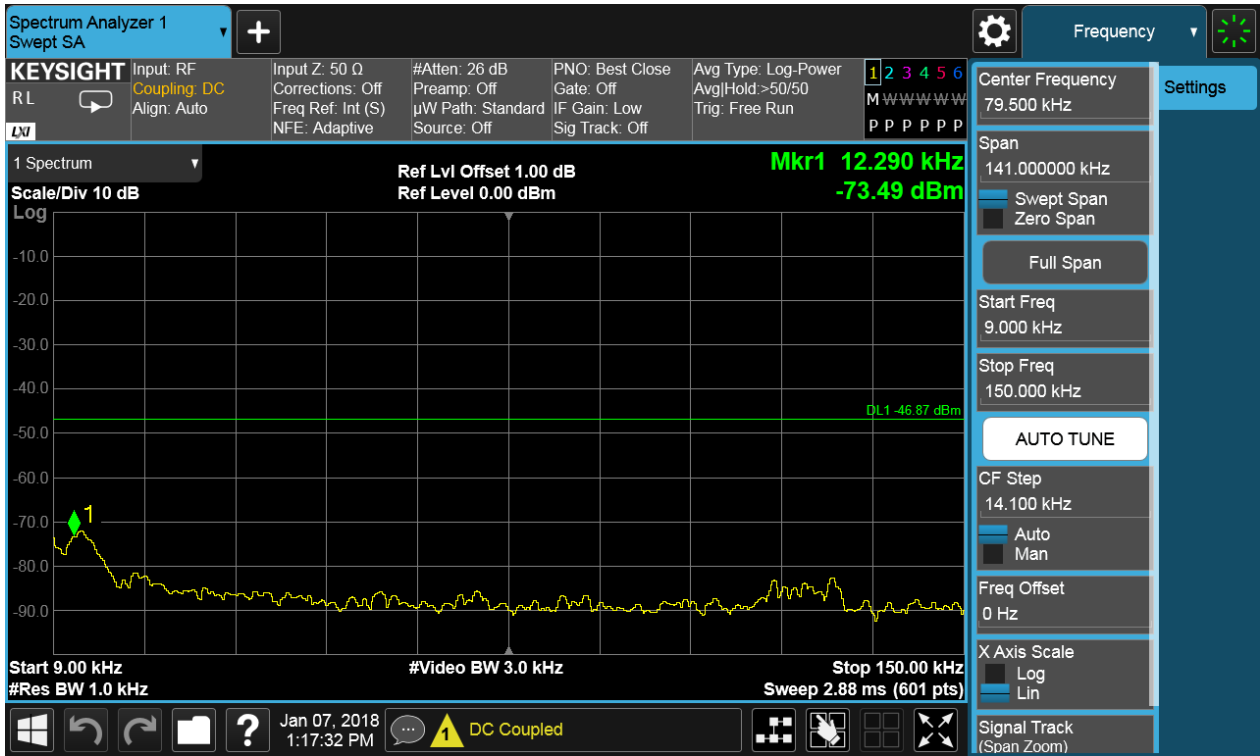 Spectrum Analyzer 1
Swept SA
Frequency
KEYSIGHT
RL
LXI
Input: RF
Coupling: DC
Align: Auto
Input Z: 50 Ω
Corrections: Off
Freq Ref: Int (S)
NFE: Adaptive
#Atten: 26 dB
Preamp: Off
µW Path: Standard
Source: Off
PNO: Best Close
Gate: Off
IF Gain: Low
Sig Track: Off
Avg Type: Log-Power
Avg|Hold:>50/50
Trig: Free Run
1 2 3 4 5 6
M W W W W W
P P P P P P
1 Spectrum
Scale/Div 10 dB
Ref Lvl Offset 1.00 dB
Ref Level 0.00 dBm
Mkr1 12.290 kHz
-73.49 dBm
Log
-10.0
-20.0
-30.0
-40.0
DL1 -46.87 dBm
-50.0
-60.0
-70.0
1
-80.0
-90.0
Start 9.00 kHz
#Video BW 3.0 kHz
Stop 150.00 kHz
#Res BW 1.0 kHz
Sweep 2.88 ms (601 pts)
Center Frequency
79.500 kHz
Span
141.000000 kHz
Swept Span
Zero Span
Full Span
Start Freq
9.000 kHz
Stop Freq
150.000 kHz
AUTO TUNE
CF Step
14.100 kHz
Auto
Man
Freq Offset
0 Hz
X Axis Scale
Log
Lin
Signal Track
(Span Zoom)
Settings
?
Jan 07, 2018
1:17:32 PM
1
DC Coupled